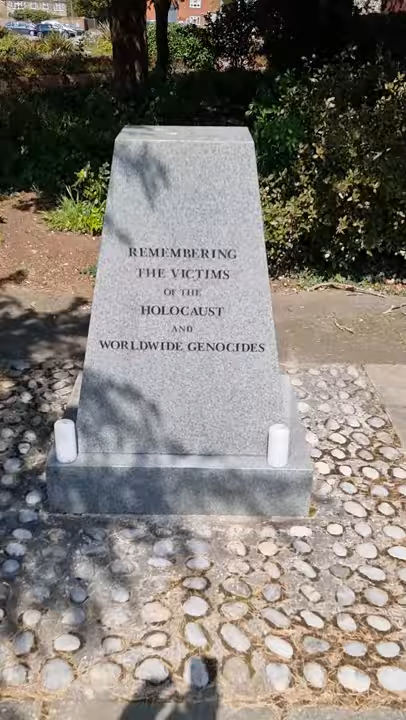 REMEMBERING
THE VICTIMS
OF THE
HOLOCAUST
AND
WORLDWIDE GENOCIDES